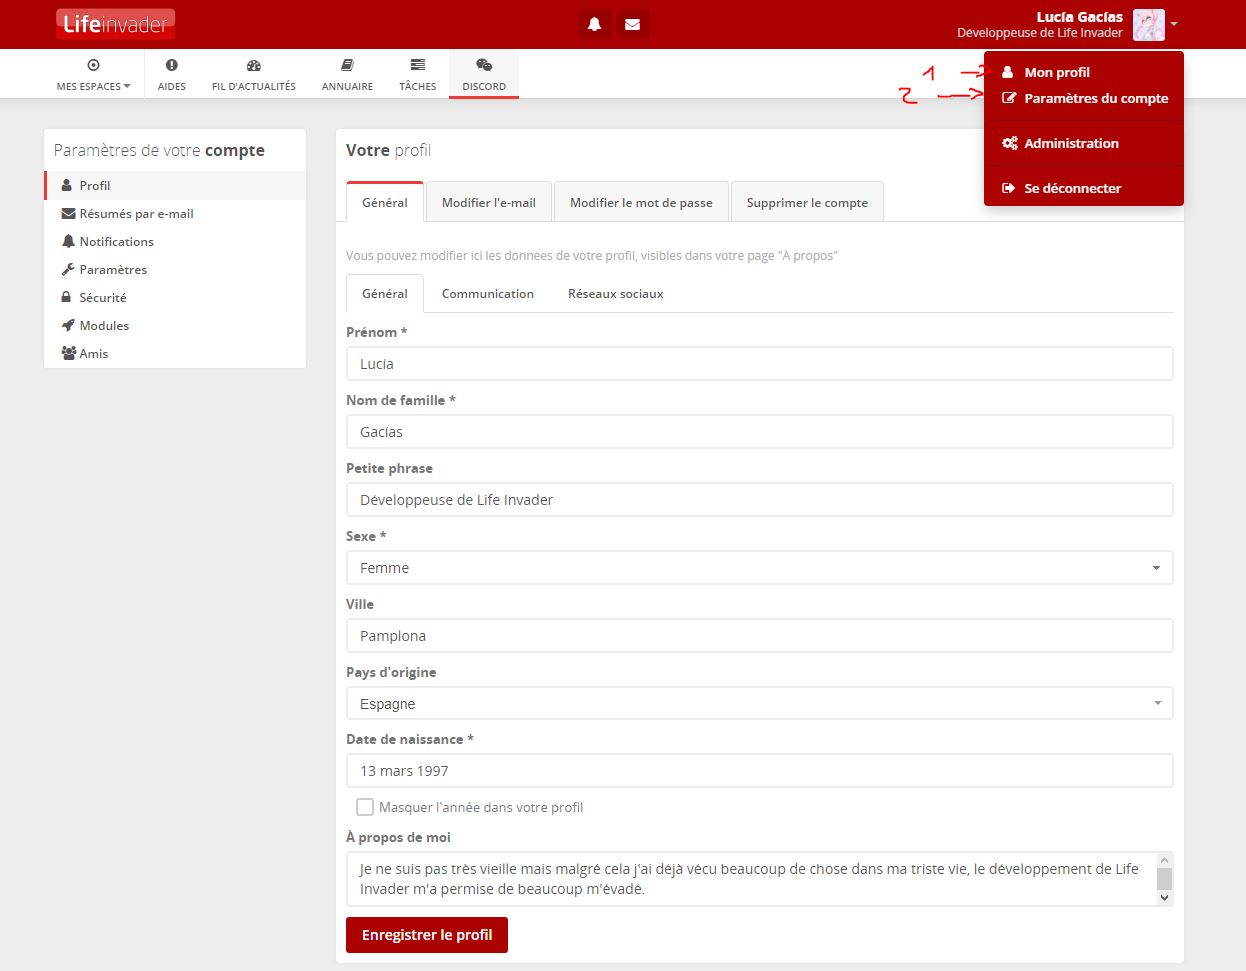 Lifeinvader
Lucía Gacías
Développeuse de Life Invader
MES ESPACES
AIDES
FIL D'ACTUALITÉS
ANNUAIRE
TÂCHES
DISCORD
1
Mon profil
2
Paramètres du compte
Administration
Se déconnecter
Paramètres de votre compte
Profil
Résumés par e-mail
Notifications
Paramètres
Sécurité
Modules
Amis
Votre profil
Général
Modifier l'e-mail
Modifier le mot de passe
Supprimer le compte
Vous pouvez modifier ici les données de votre profil, visibles dans votre page "À propos"
Général
Communication
Réseaux sociaux
Prénom *
Lucía
Nom de famille *
Gacías
Petite phrase
Développeuse de Life Invader
Sexe *
Femme
Ville
Pamplona
Pays d'origine
Espagne
Date de naissance *
13 mars 1997
Masquer l'année dans votre profil
À propos de moi
Je ne suis pas très vieille mais malgré cela j'ai déjà vécu beaucoup de chose dans ma triste vie, le développement de Life
Invader m'a permise de beaucoup m'évadé.
Enregistrer le profil